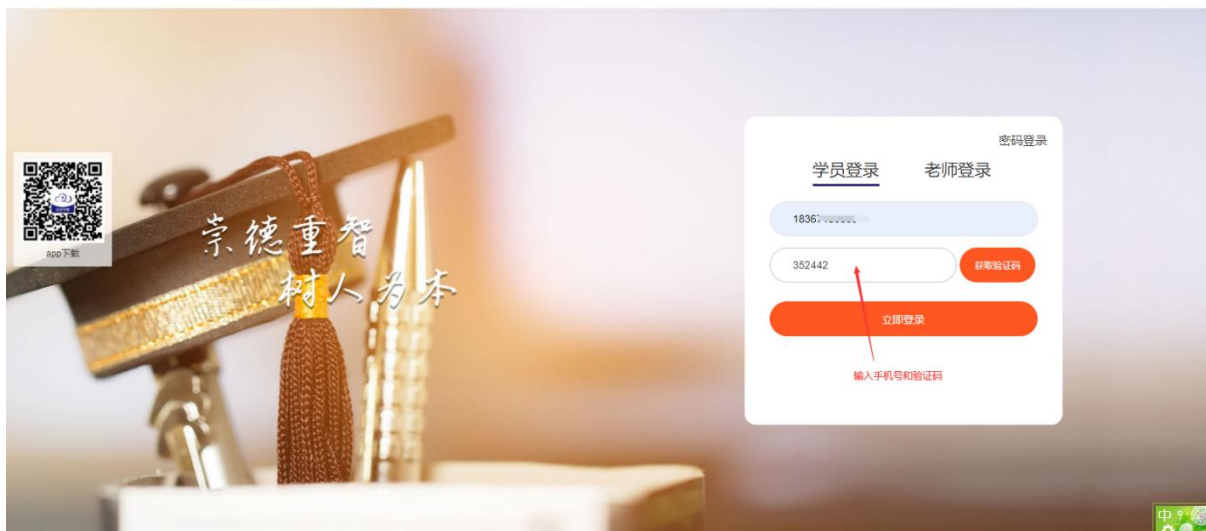 密码登录
学员登录 老师登录
18367
352442
获取验证码
立即登录
输入手机号和验证码
app下载
崇德重智
树人为本
中